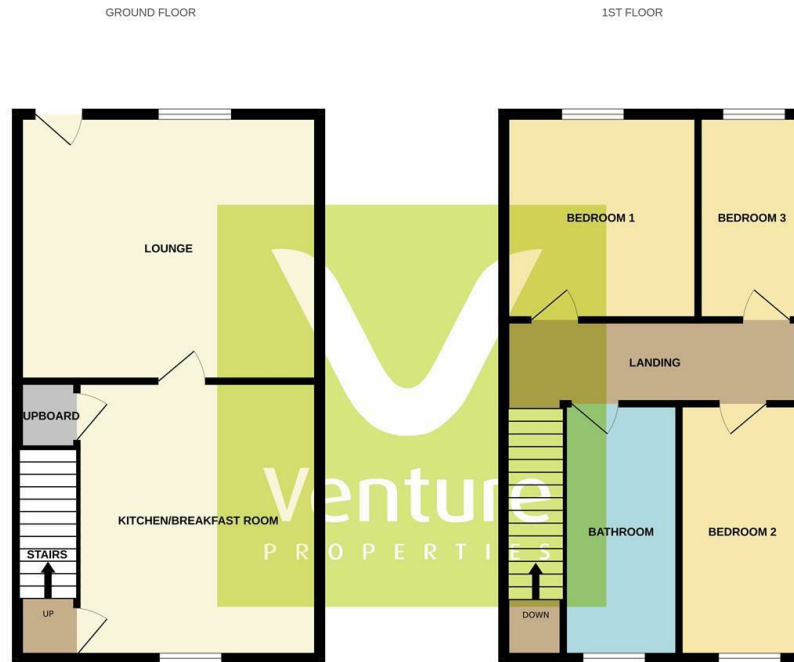 GROUND FLOOR
1ST FLOOR
LOUNGE
UPBOARD
KITCHEN/BREAKFAST ROOM
STAIRS
UP
BEDROOM 1
BEDROOM 3
LANDING
BATHROOM
BEDROOM 2
DOWN
Venture
PROPERTIES